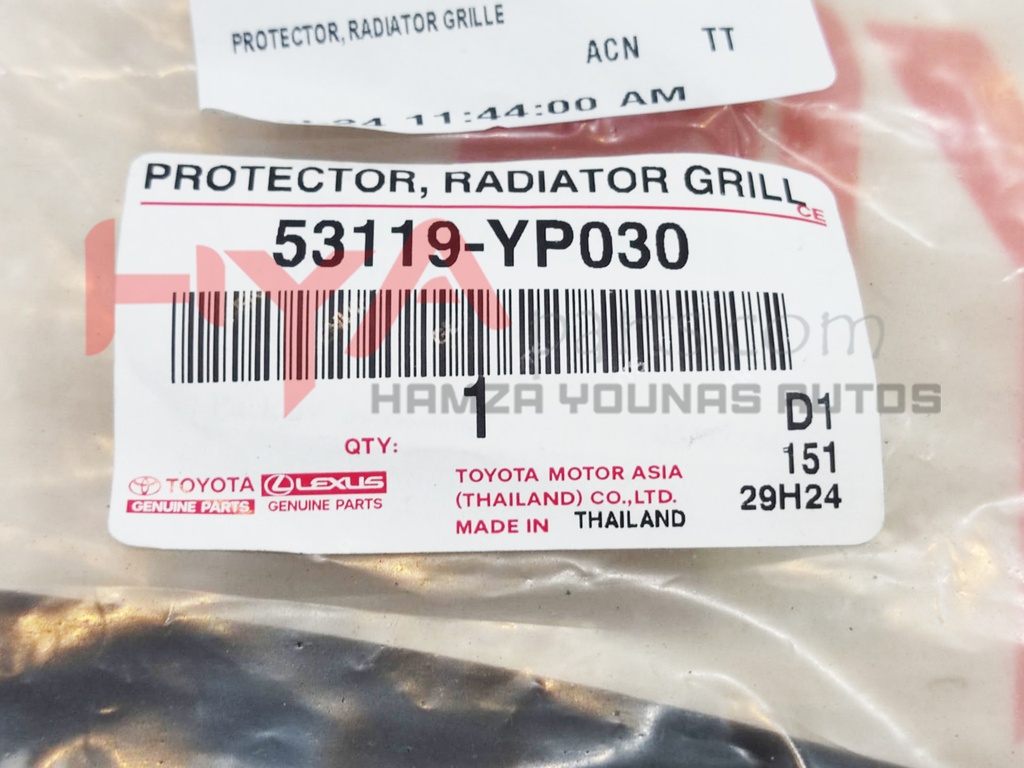 PROTECTOR, RADIATOR GRILLE
ACN TT
24 11:44:00 AM
PROTECTOR, RADIATOR GRILL
CE
53119-YP030
HYA parts.com
HAMZA YOUNAS AUTOS
1
QTY:
D1
151
29H24
TOYOTA
GENUINE PARTS
LEXUS
GENUINE PARTS
TOYOTA MOTOR ASIA
(THAILAND) CO.,LTD.
MADE IN THAILAND